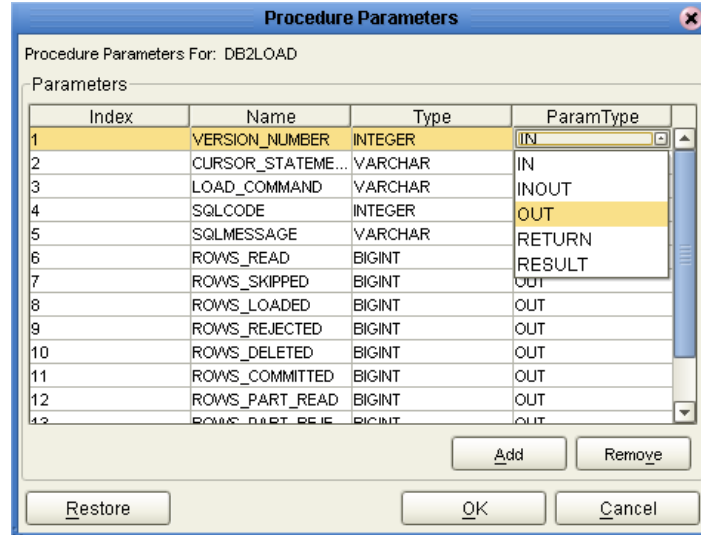 Procedure Parameters
Procedure Parameters For: DB2LOAD
Parameters
Index Name Type ParamType
1 VERSION_NUMBER INTEGER IN
2 CURSOR_STATEME... VARCHAR IN
3 LOAD_COMMAND VARCHAR INOUT
4 SQLCODE INTEGER OUT
5 SQLMESSAGE VARCHAR RETURN
6 ROWS_READ BIGINT RESULT
7 ROWS_SKIPPED BIGINT OUT
8 ROWS_LOADED BIGINT OUT
9 ROWS_REJECTED BIGINT OUT
10 ROWS_DELETED BIGINT OUT
11 ROWS_COMMITTED BIGINT OUT
12 ROWS_PART_READ BIGINT OUT
13 BIGINT OUT
Add Remove
Restore OK Cancel